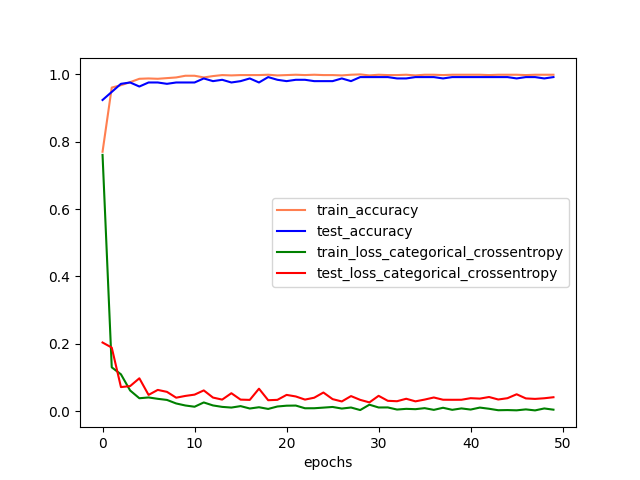 1.0
0.8
0.6
0.4
0.2
0.0
train_accuracy
test_accuracy
train_loss_categorical_crossentropy
test_loss_categorical_crossentropy
0 10 20 30 40 50
epochs